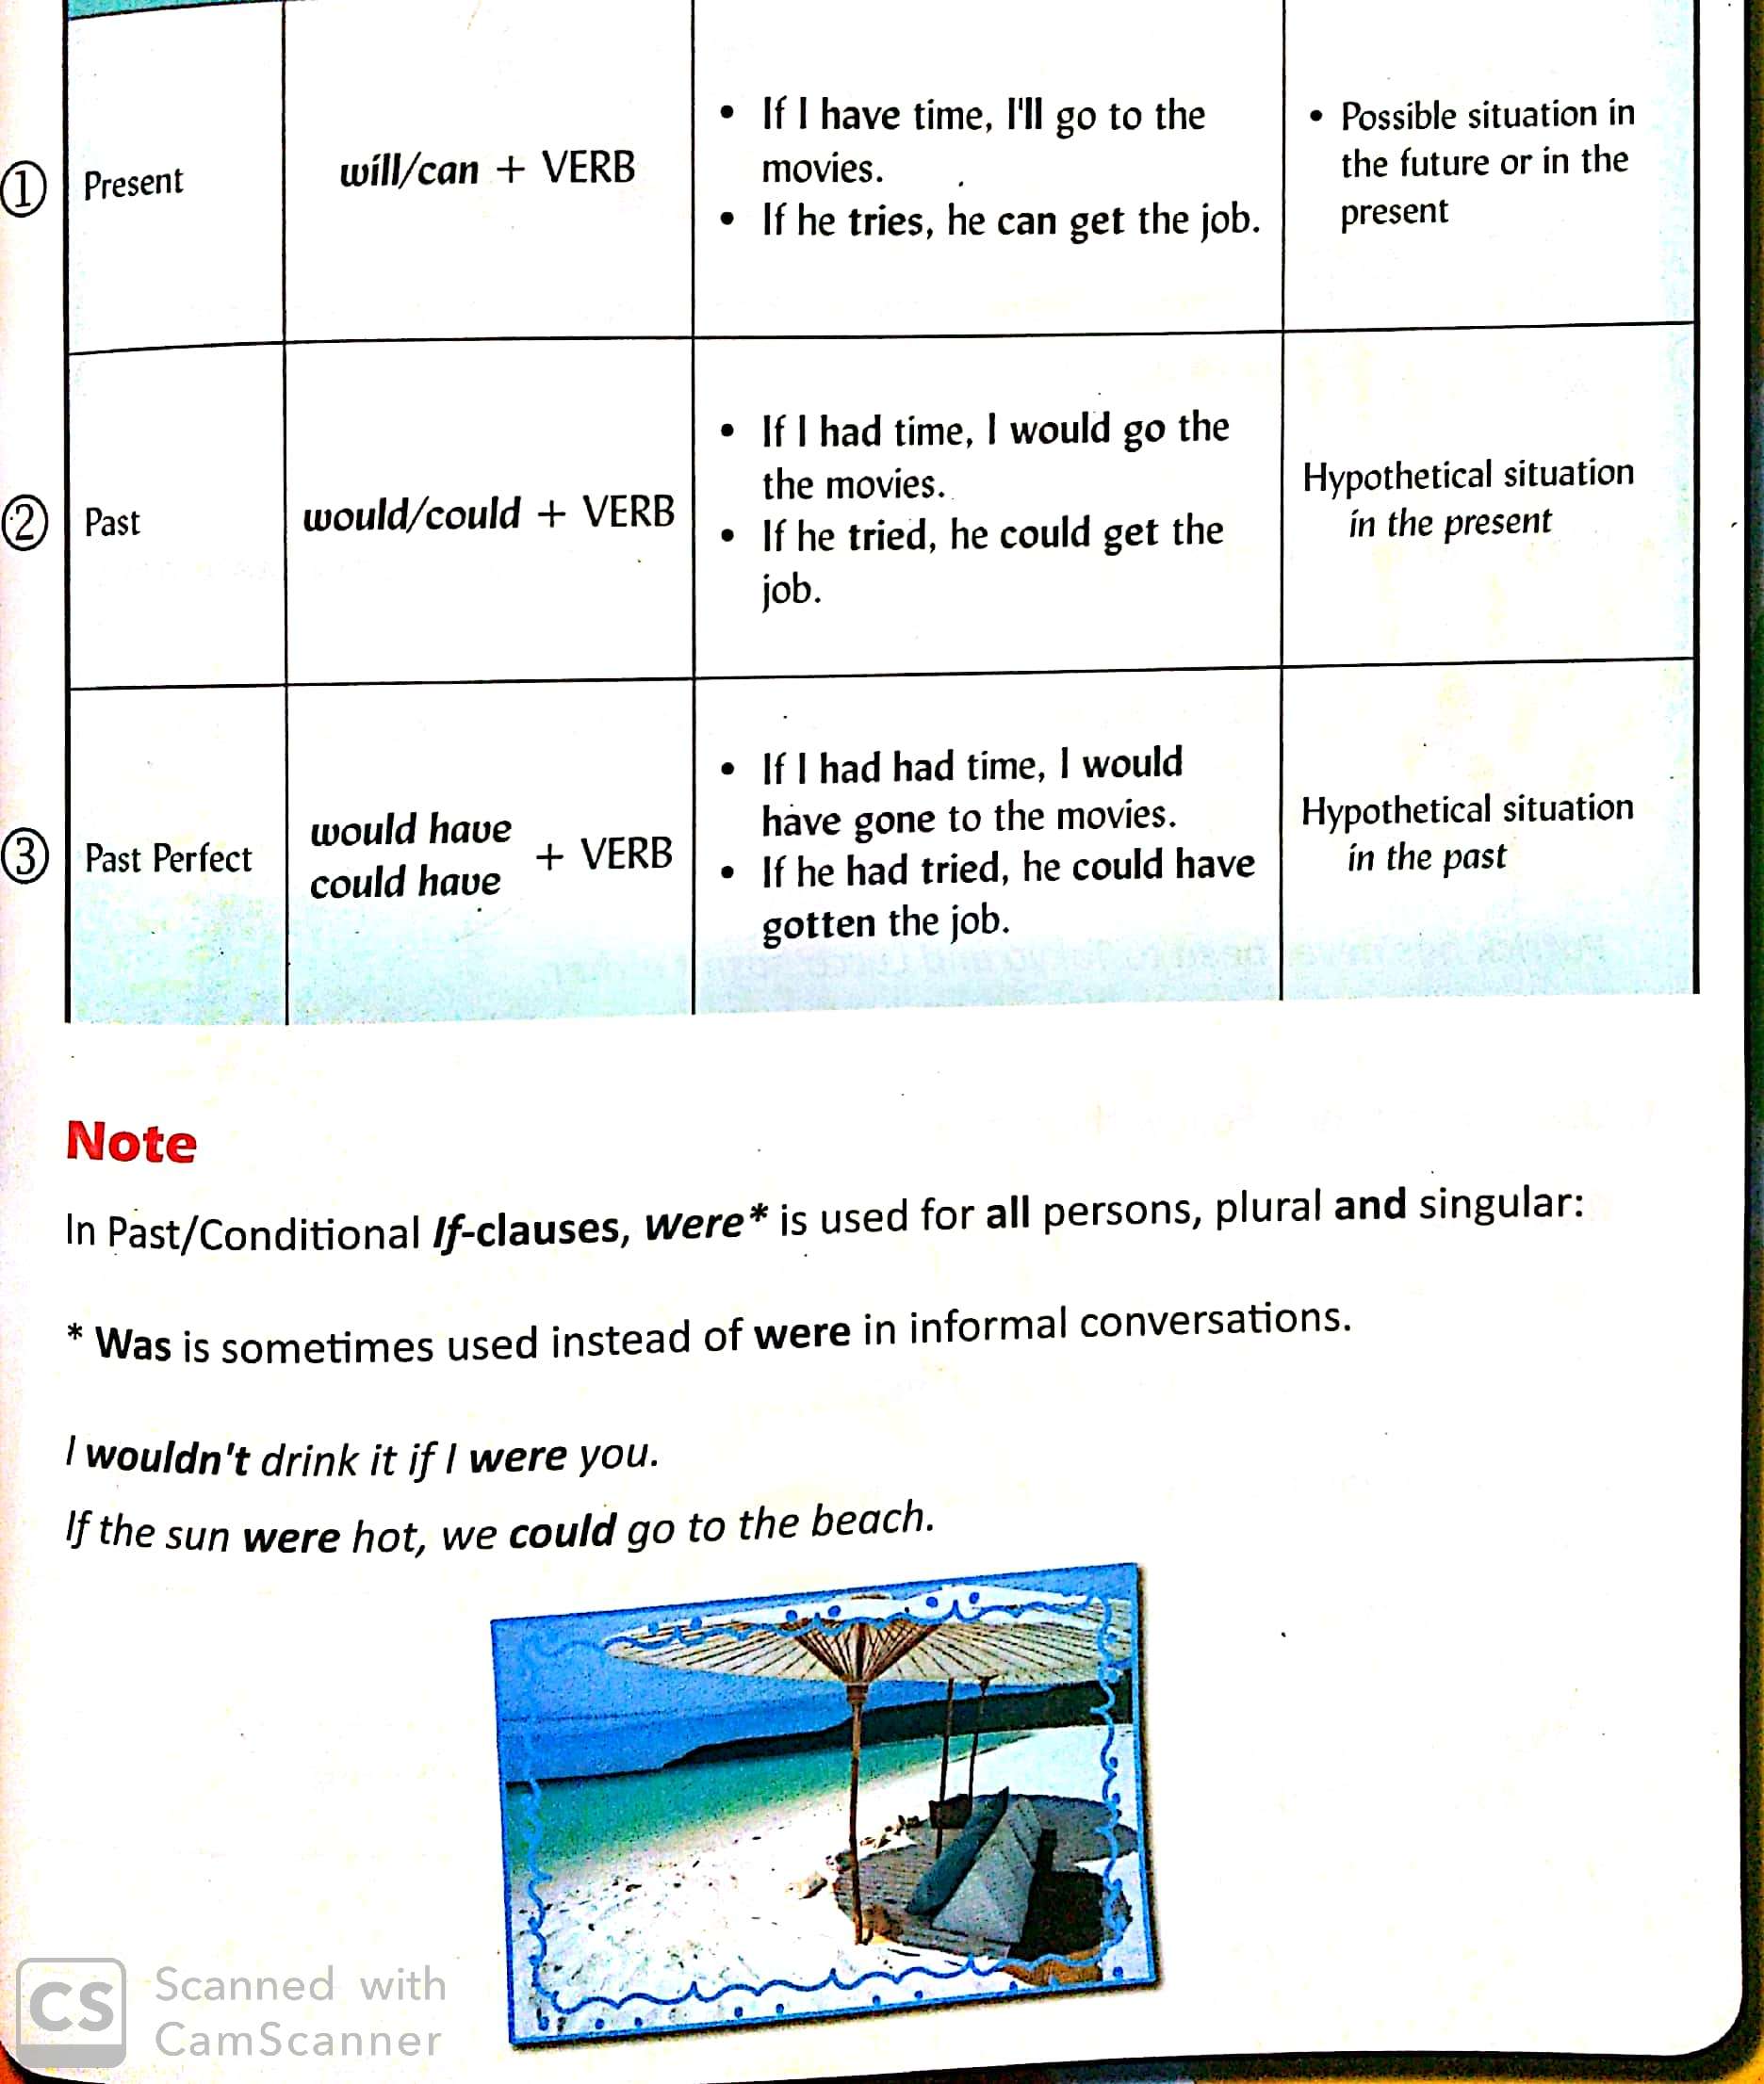 ① Present
will/can + VERB
• If I have time, I'll go to the
movies.
• If he tries, he can get the job.
• Possible situation in
the future or in the
present
② Past
would/could + VERB
• If I had time, I would go the
the movies.
• If he tried, he could get the
job.
Hypothetical situation
in the present
③ Past Perfect
would have
could have
+ VERB
• If I had had time, I would
have gone to the movies.
• If he had tried, he could have
gotten the job.
Hypothetical situation
in the past
Note
In Past/Conditional If-clauses, were* is used for all persons, plural and singular:
* Was is sometimes used instead of were in informal conversations.
I wouldn't drink it if I were you.
If the sun were hot, we could go to the beach.
CS
Scanned with
CamScanner